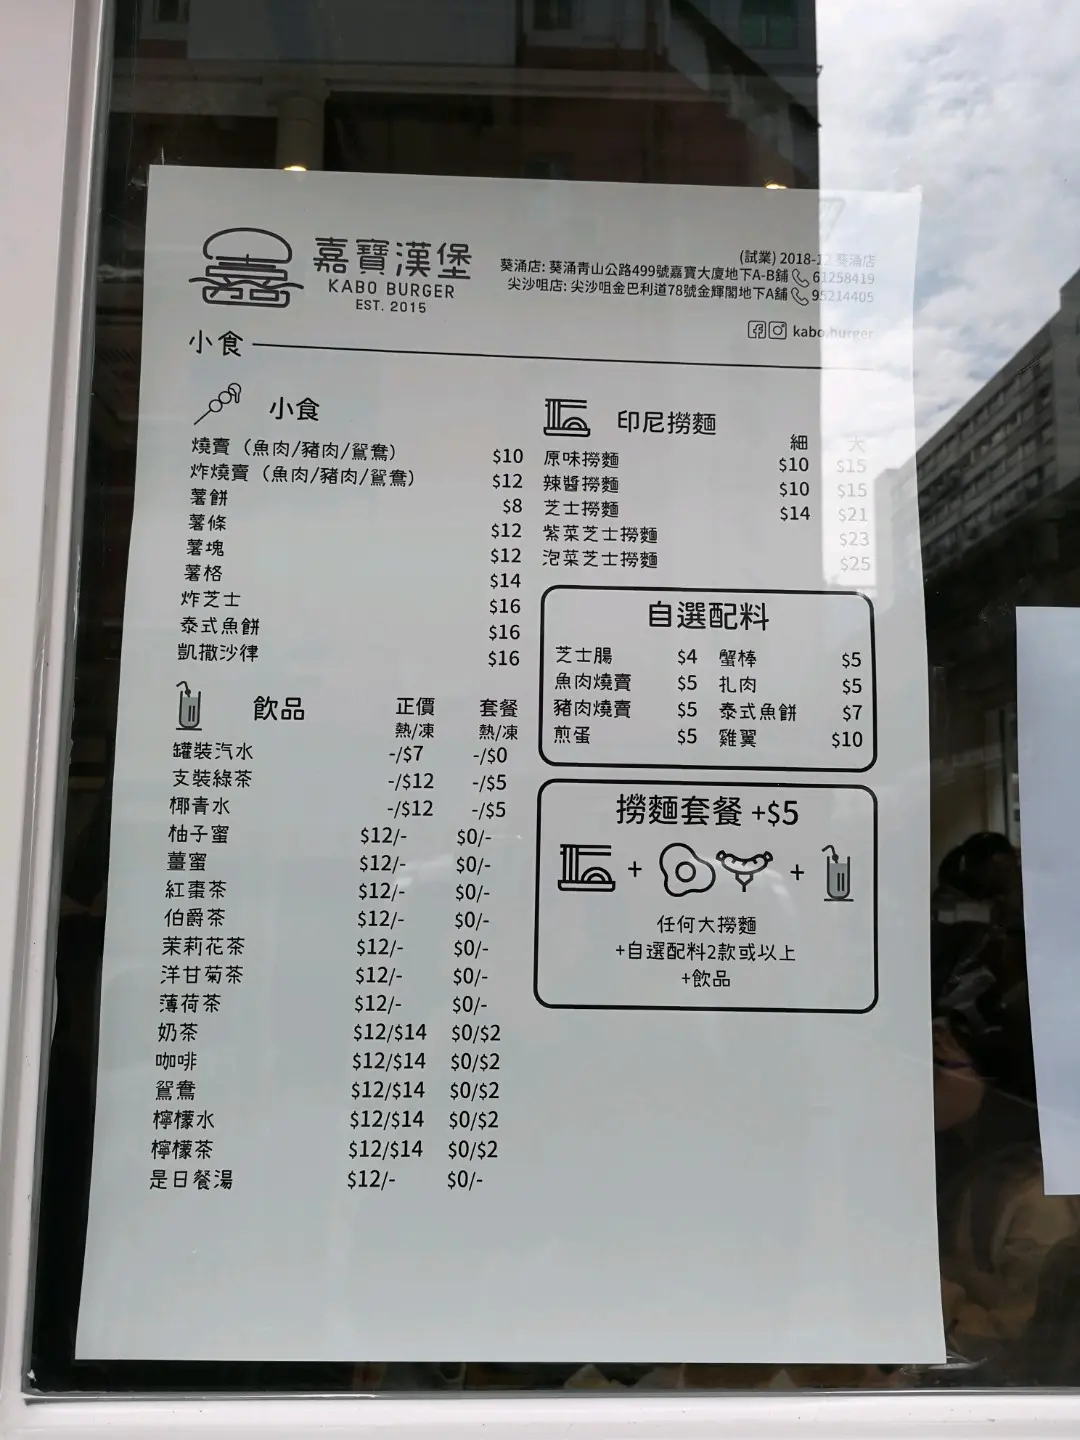 嘉寶漢堡
KABO BURGER
EST. 2015
(試業) 2018-12 葵涌店
葵涌店: 葵涌青山公路499號嘉寶大廈地下A-B舖 61258419
尖沙咀店: 尖沙咀金巴利道78號金輝閣地下A舖 95214405
kabo.burger
小食
小食
燒賣（魚肉/豬肉/鴛鴦） $10
炸燒賣（魚肉/豬肉/鴛鴦） $12
薯餅 $8
薯條 $12
薯塊 $12
薯格 $14
炸芝士 $16
泰式魚餅 $16
凱撒沙律 $16
飲品 正價 套餐
熱/凍 熱/凍
罐裝汽水 -/$7 -/$0
支裝綠茶 -/$12 -/$5
椰青水 -/$12 -/$5
柚子蜜 $12/- $0/-
薑蜜 $12/- $0/-
紅棗茶 $12/- $0/-
伯爵茶 $12/- $0/-
茉莉花茶 $12/- $0/-
洋甘菊茶 $12/- $0/-
薄荷茶 $12/- $0/-
奶茶 $12/$14 $0/$2
咖啡 $12/$14 $0/$2
鴛鴦 $12/$14 $0/$2
檸檬水 $12/$14 $0/$2
檸檬茶 $12/$14 $0/$2
是日餐湯 $12/- $0/-
印尼撈麵
細 大
原味撈麵 $10 $15
辣醬撈麵 $10 $15
芝士撈麵 $14 $21
紫菜芝士撈麵 $23
泡菜芝士撈麵 $25
自選配料
芝士腸 $4 蟹棒 $5
魚肉燒賣 $5 扎肉 $5
豬肉燒賣 $5 泰式魚餅 $7
煎蛋 $5 雞翼 $10
撈麵套餐 +$5
+ +
任何大撈麵
+自選配料2款或以上
+飲品